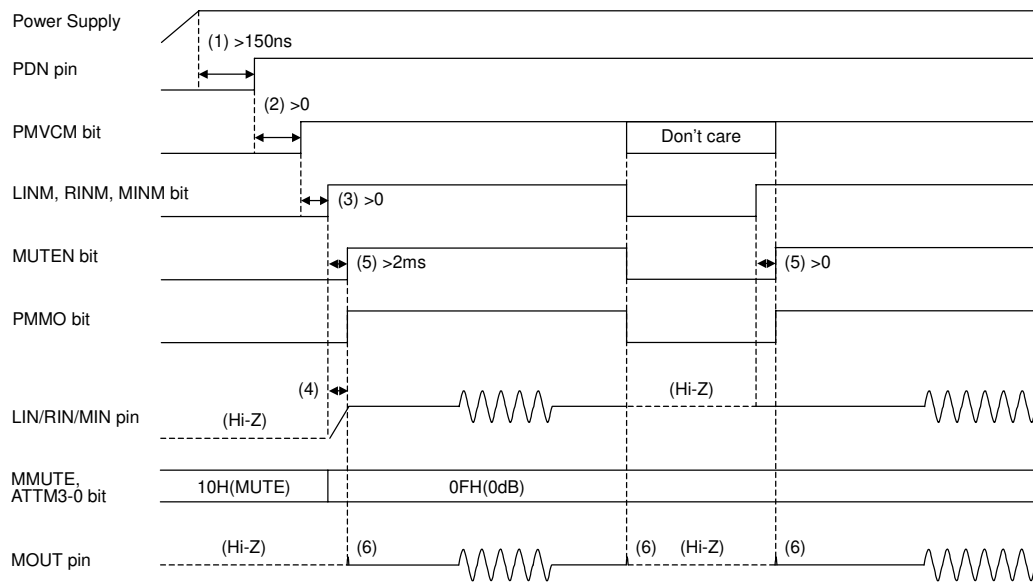 Power Supply
(1) >150ns
PDN pin
(2) >0
PMVCM bit
Don't care
LINM, RINM, MINM bit
(3) >0
MUTEN bit
(5) >2ms
(5) >0
PMMO bit
(4)
(Hi-Z)
LIN/RIN/MIN pin
(Hi-Z)
MMUTE,
ATTM3-0 bit
10H(MUTE)
0FH(0dB)
MOUT pin
(Hi-Z)
(6)
(6)
(Hi-Z)
(6)